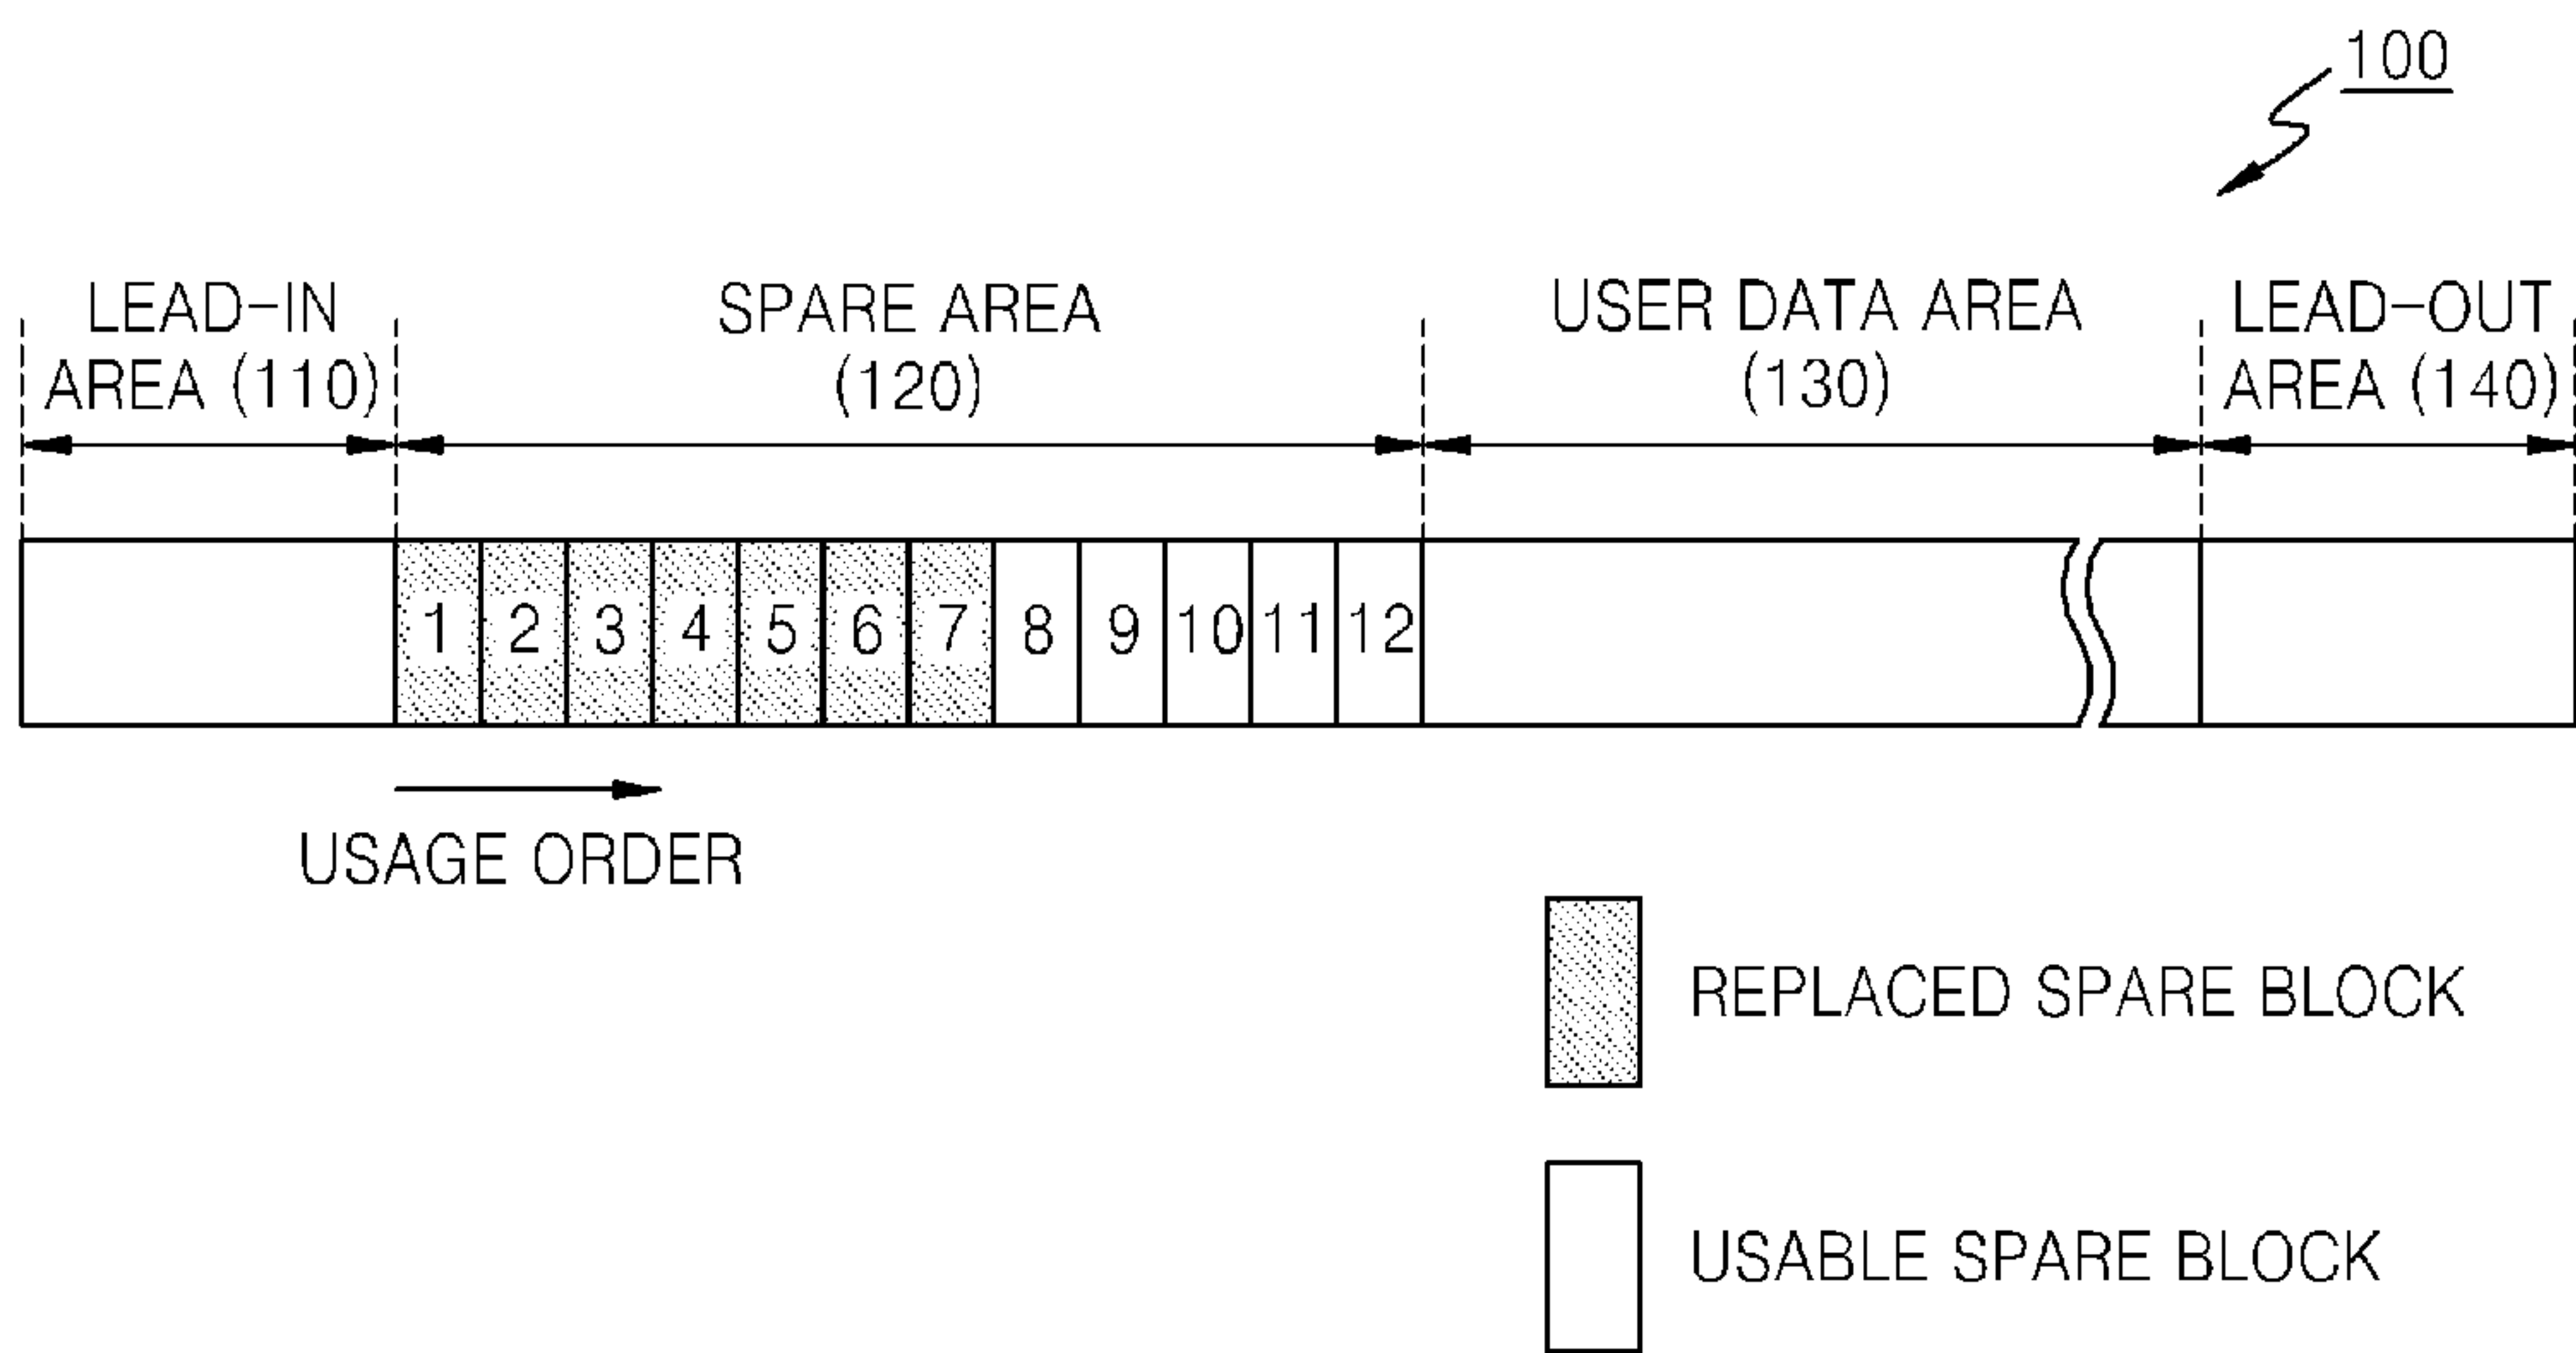 100
LEAD-IN
AREA (110)
SPARE AREA
(120)
USER DATA AREA
(130)
LEAD-OUT
AREA (140)
1 2 3 4 5 6 7 8 9 10 11 12
USAGE ORDER
REPLACED SPARE BLOCK
USABLE SPARE BLOCK